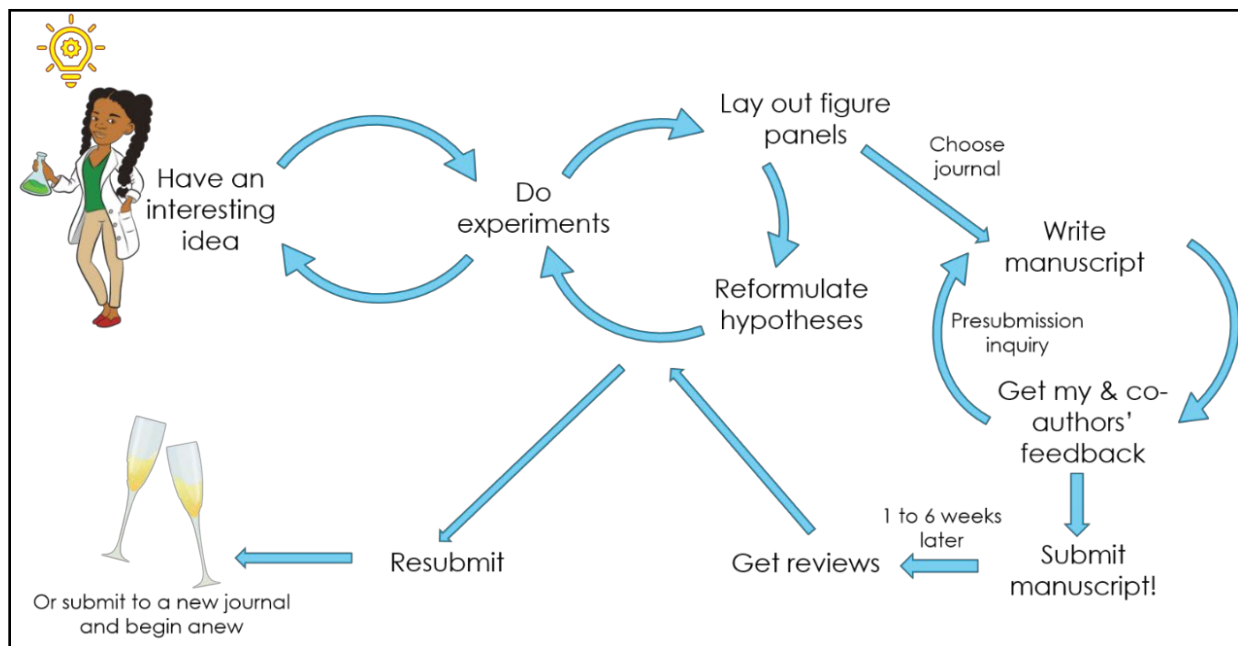 Have an
interesting
idea
Do
experiments
Lay out figure
panels
Choose
journal
Reformulate
hypotheses
Write
manuscript
Presubmission
inquiry
Get my & co-
authors’
feedback
Submit
manuscript!
1 to 6 weeks
later
Get reviews
Resubmit
Or submit to a new journal
and begin anew